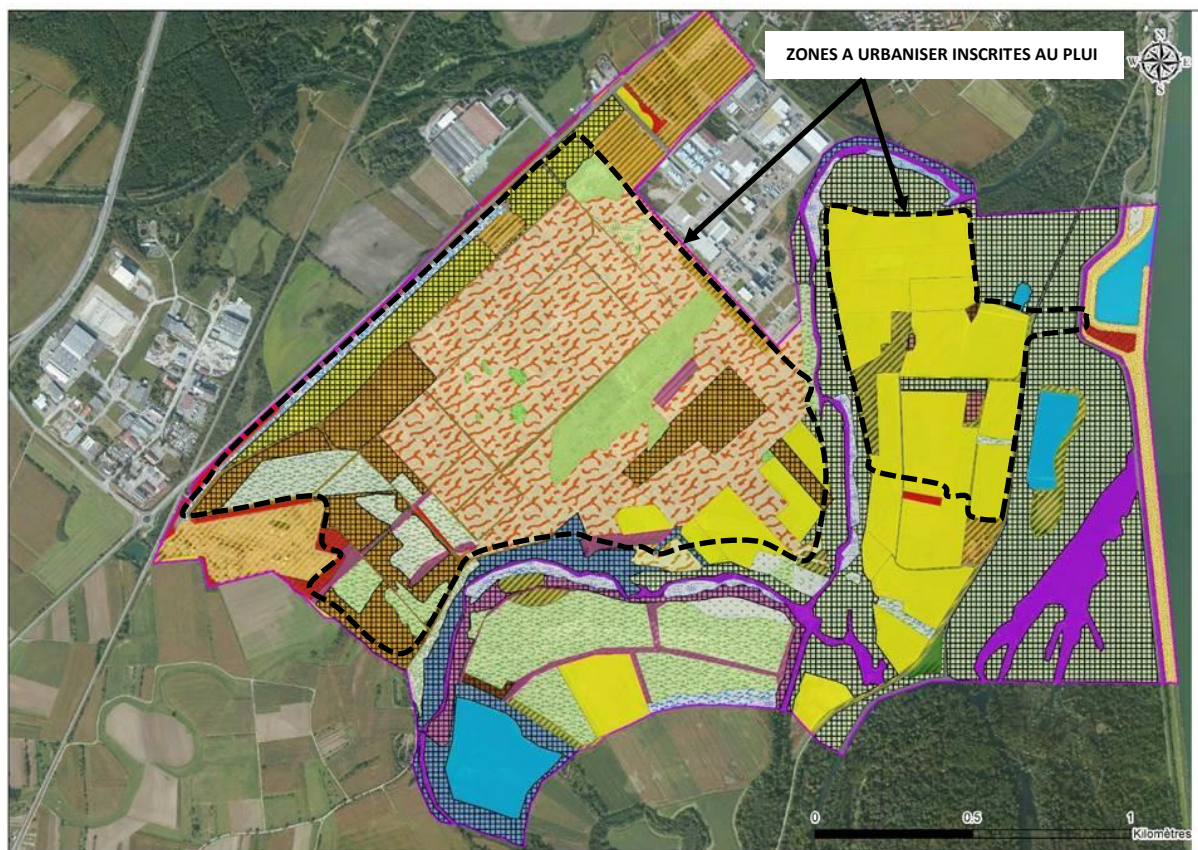 ZONES A URBANISER INSCRITES AU PLUI
N
W E
S
0 0.5 1
Kilomètres